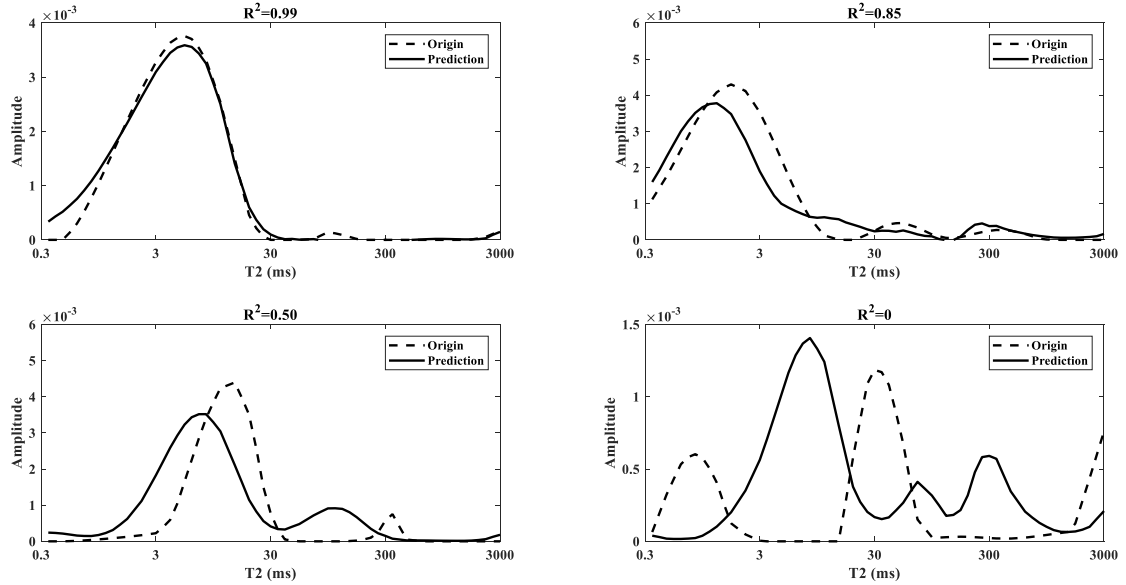 R²=0.99
×10⁻³
4
3
2
1
0
Amplitude
0.3 3 30 300 3000
T2 (ms)
Origin
Prediction
R²=0.85
×10⁻³
6
5
4
3
2
1
0
Amplitude
0.3 3 30 300 3000
T2 (ms)
Origin
Prediction
R²=0.50
×10⁻³
6
5
4
3
2
1
0
Amplitude
0.3 3 30 300 3000
T2 (ms)
Origin
Prediction
R²=0
×10⁻³
1.5
1
0.5
0
Amplitude
0.3 3 30 300 3000
T2 (ms)
Origin
Prediction